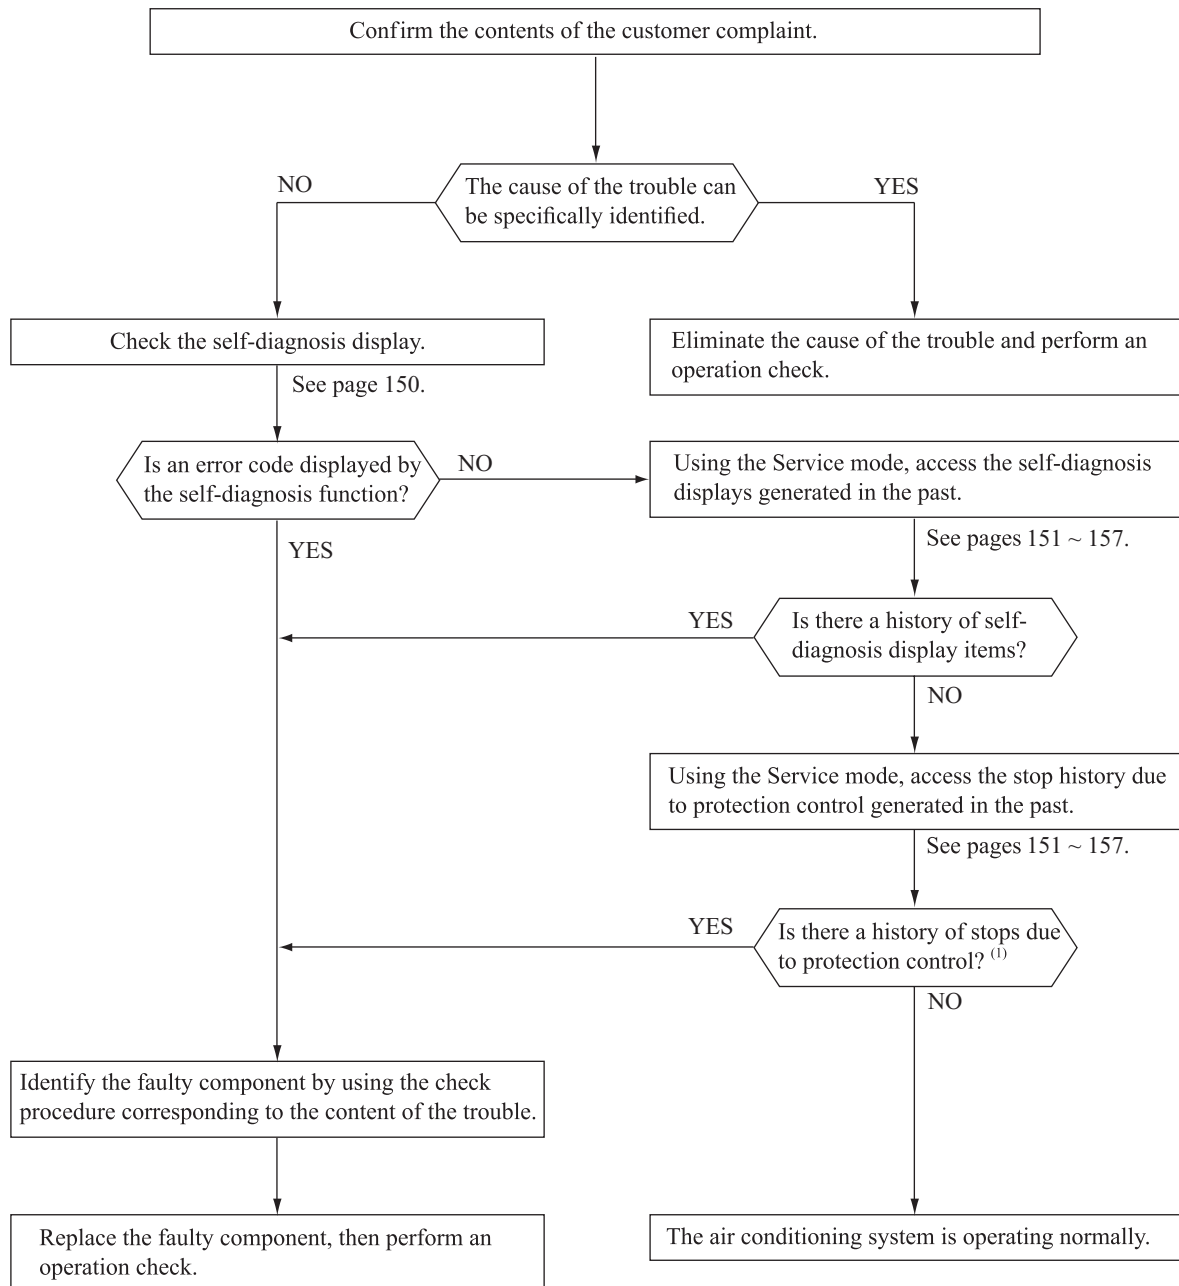 Confirm the contents of the customer complaint.
NO
The cause of the trouble can
be specifically identified.
YES
Check the self-diagnosis display.
See page 150.
Eliminate the cause of the trouble and perform an
operation check.
Is an error code displayed by
the self-diagnosis function?
NO
YES
Using the Service mode, access the self-diagnosis
displays generated in the past.
See pages 151 ~ 157.
YES
Is there a history of self-
diagnosis display items?
NO
Using the Service mode, access the stop history due
to protection control generated in the past.
See pages 151 ~ 157.
YES
Is there a history of stops due
to protection control? (1)
NO
Identify the faulty component by using the check
procedure corresponding to the content of the trouble.
Replace the faulty component, then perform an
operation check.
The air conditioning system is operating normally.